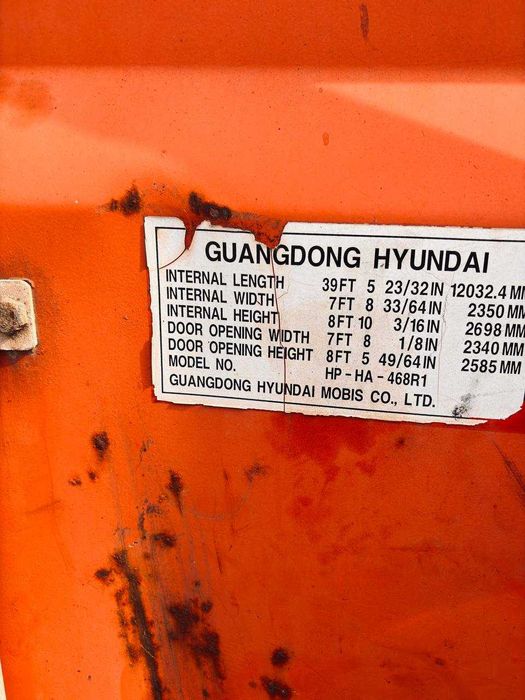 GUANGDONG HYUNDAI
INTERNAL LENGTH 39FT 5 23/32IN 12032.4 MM
INTERNAL WIDTH 7FT 8 33/64IN 2350 MM
INTERNAL HEIGHT 8FT 10 3/16IN 2698 MM
DOOR OPENING WIDTH 7FT 8 1/8IN 2340 MM
DOOR OPENING HEIGHT 8FT 5 49/64IN 2585 MM
MODEL NO. HP-HA-468R1
GUANGDONG HYUNDAI MOBIS CO., LTD.